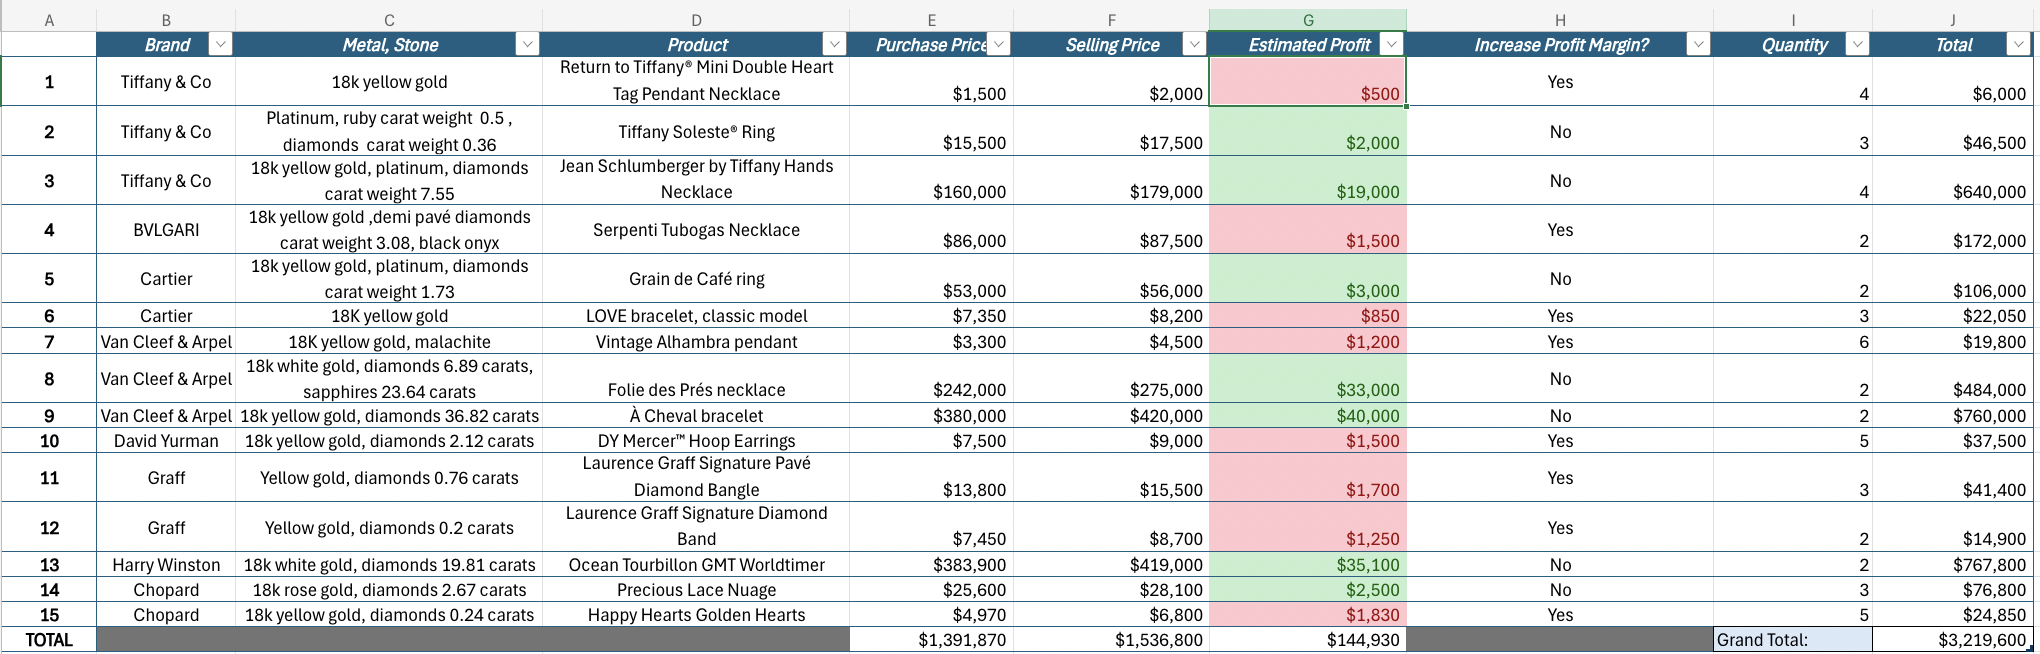 A B C D E F G H I J
Brand Metal, Stone Product Purchase Price Selling Price Estimated Profit Increase Profit Margin? Quantity Total
1 Tiffany & Co 18k yellow gold Return to Tiffany® Mini Double Heart
Tag Pendant Necklace $1,500 $2,000 $500 Yes 4 $6,000
2 Tiffany & Co Platinum, ruby carat weight 0.5 ,
diamonds carat weight 0.36 Tiffany Soleste® Ring $15,500 $17,500 $2,000 No 3 $46,500
3 Tiffany & Co 18k yellow gold, platinum, diamonds
carat weight 7.55 Jean Schlumberger by Tiffany Hands
Necklace $160,000 $179,000 $19,000 No 4 $640,000
4 BVLGARI 18k yellow gold ,demi pavé diamonds
carat weight 3.08, black onyx Serpenti Tubogas Necklace $86,000 $87,500 $1,500 Yes 2 $172,000
5 Cartier 18k yellow gold, platinum, diamonds
carat weight 1.73 Grain de Café ring $53,000 $56,000 $3,000 No 2 $106,000
6 Cartier 18K yellow gold LOVE bracelet, classic model $7,350 $8,200 $850 Yes 3 $22,050
7 Van Cleef & Arpel 18K yellow gold, malachite Vintage Alhambra pendant $3,300 $4,500 $1,200 Yes 6 $19,800
8 Van Cleef & Arpel 18k white gold, diamonds 6.89 carats,
sapphires 23.64 carats Folie des Prés necklace $242,000 $275,000 $33,000 No 2 $484,000
9 Van Cleef & Arpel 18k yellow gold, diamonds 36.82 carats À Cheval bracelet $380,000 $420,000 $40,000 No 2 $760,000
10 David Yurman 18k yellow gold, diamonds 2.12 carats DY Mercer™ Hoop Earrings $7,500 $9,000 $1,500 Yes 5 $37,500
11 Graff Yellow gold, diamonds 0.76 carats Laurence Graff Signature Pavé
Diamond Bangle $13,800 $15,500 $1,700 Yes 3 $41,400
12 Graff Yellow gold, diamonds 0.2 carats Laurence Graff Signature Diamond
Band $7,450 $8,700 $1,250 Yes 2 $14,900
13 Harry Winston 18k white gold, diamonds 19.81 carats Ocean Tourbillon GMT Worldtimer $383,900 $419,000 $35,100 No 2 $767,800
14 Chopard 18k rose gold, diamonds 2.67 carats Precious Lace Nuage $25,600 $28,100 $2,500 No 3 $76,800
15 Chopard 18k yellow gold, diamonds 0.24 carats Happy Hearts Golden Hearts $4,970 $6,800 $1,830 Yes 5 $24,850
TOTAL $1,391,870 $1,536,800 $144,930 Grand Total: $3,219,600